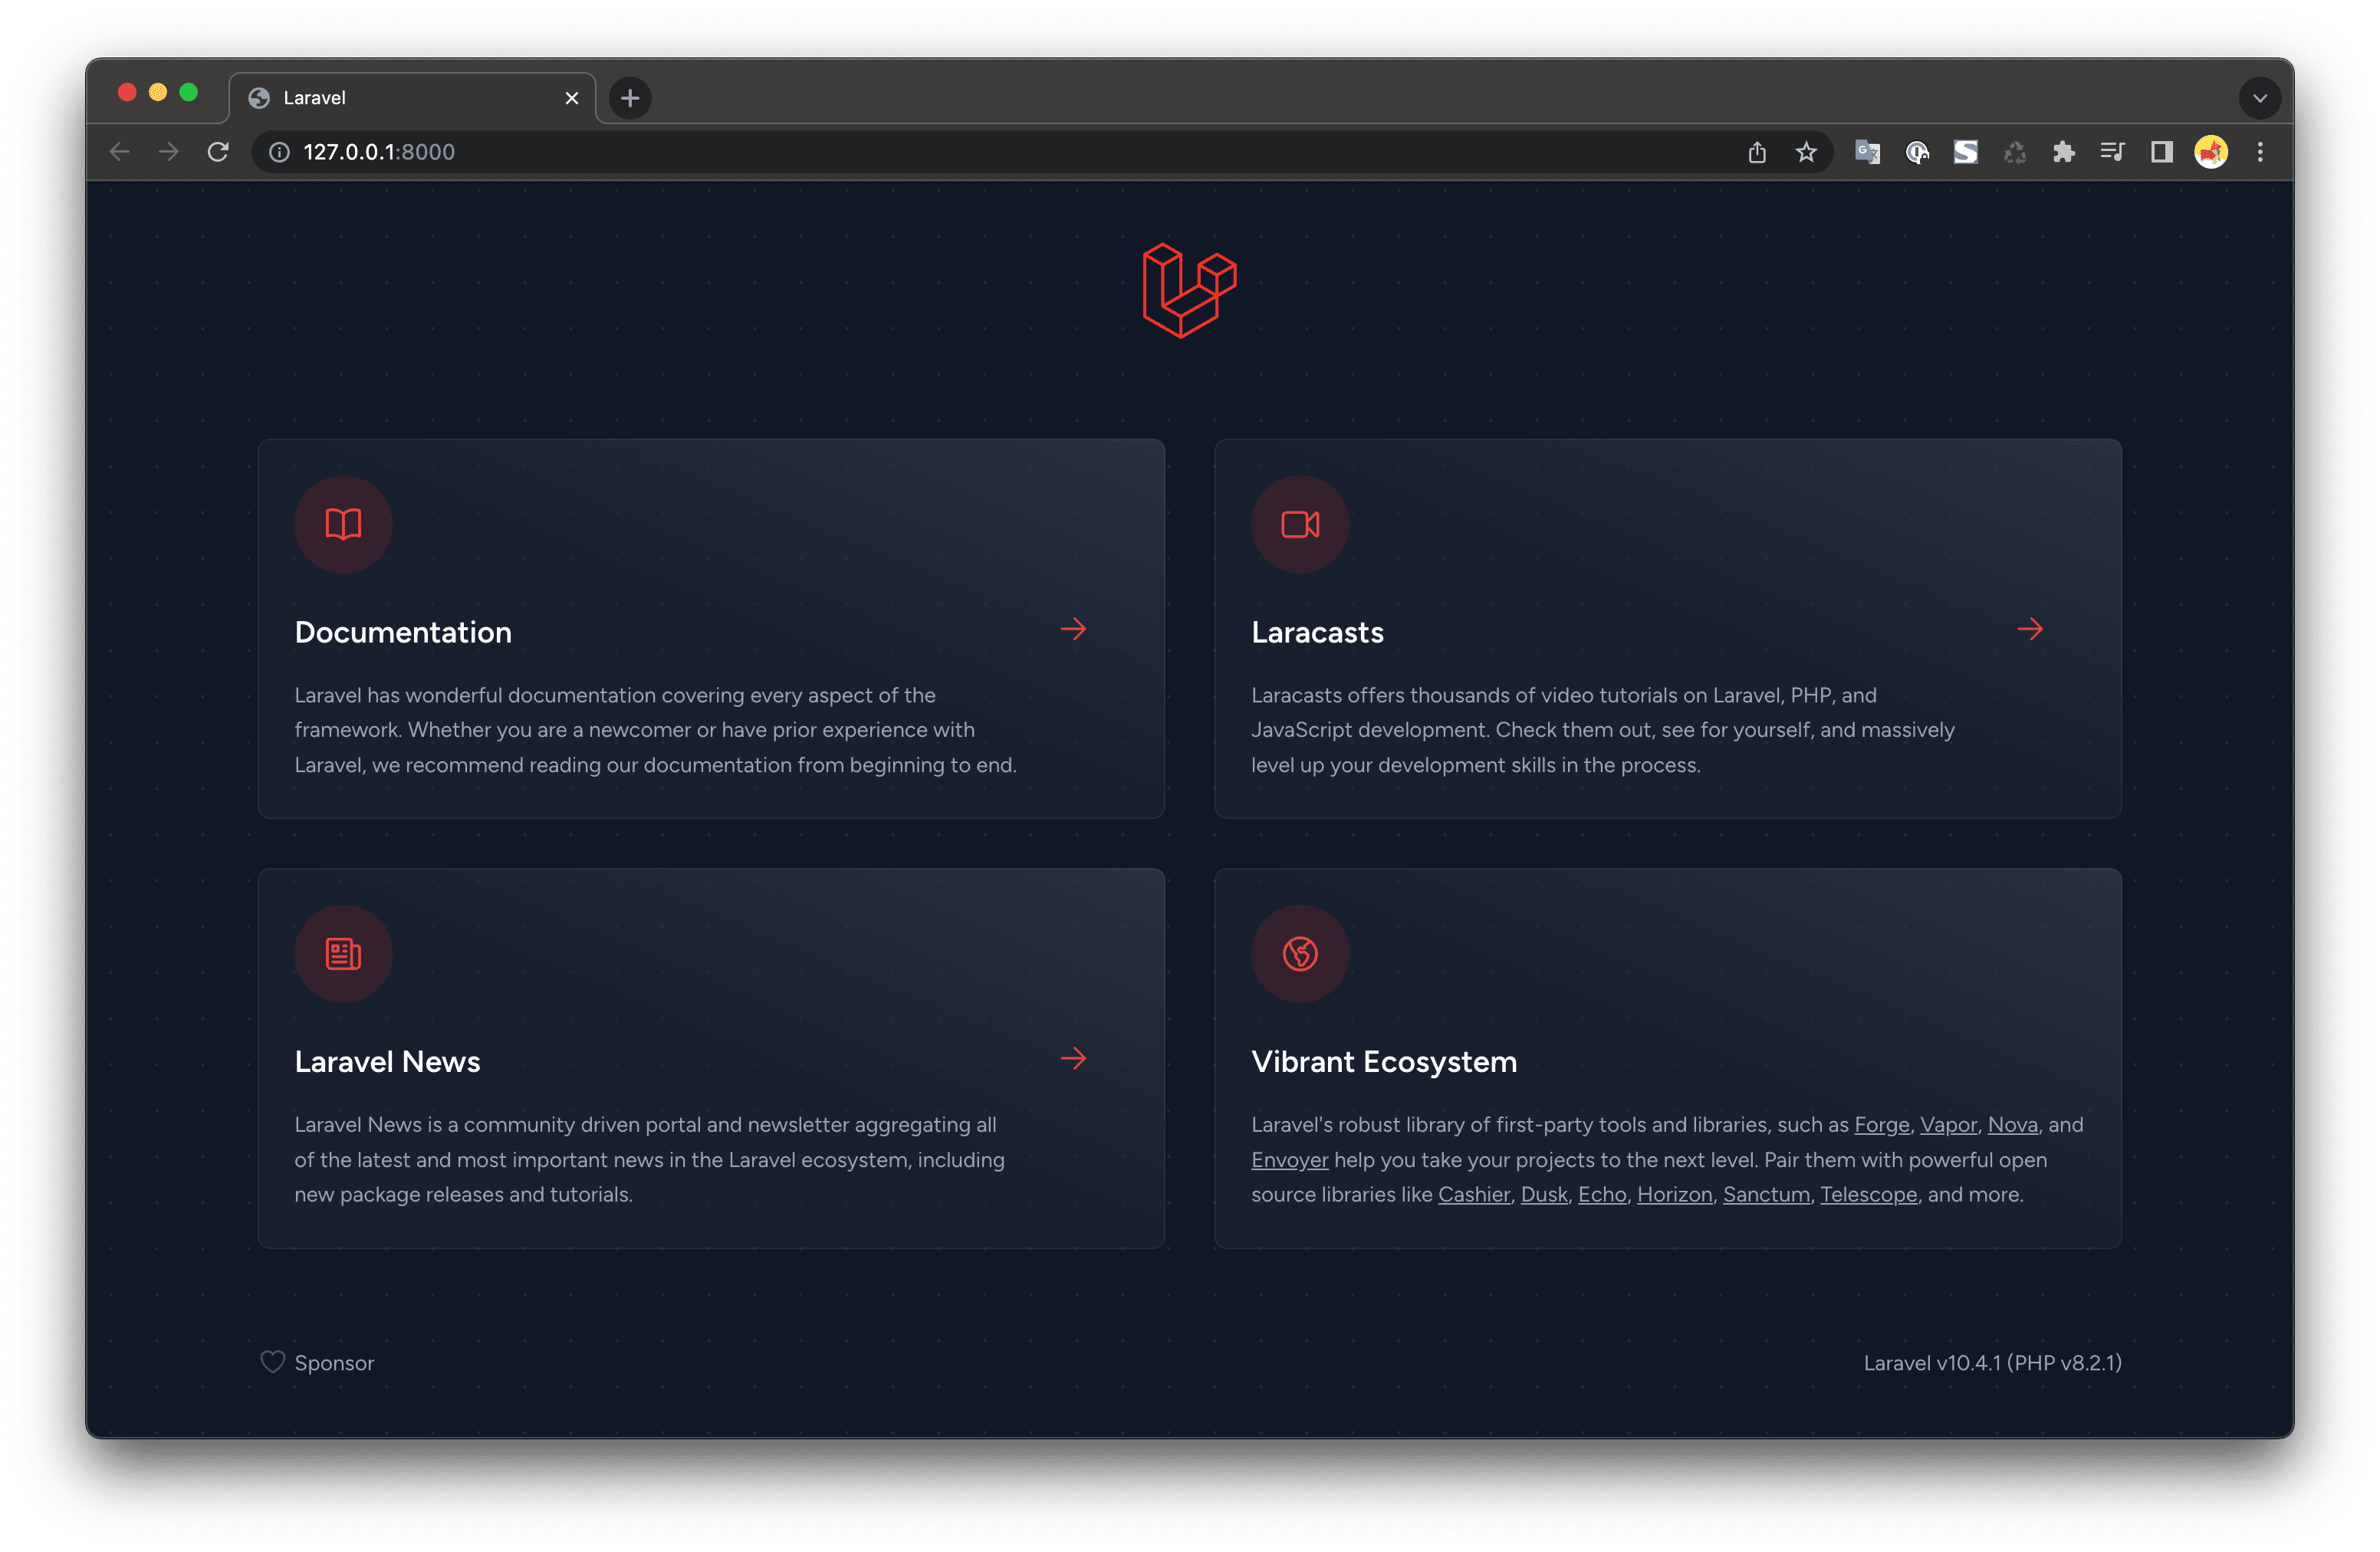 Laravel
127.0.0.1:8000
Documentation
Laravel has wonderful documentation covering every aspect of the
framework. Whether you are a newcomer or have prior experience with
Laravel, we recommend reading our documentation from beginning to end.
Laracasts
Laracasts offers thousands of video tutorials on Laravel, PHP, and
JavaScript development. Check them out, see for yourself, and massively
level up your development skills in the process.
Laravel News
Laravel News is a community driven portal and newsletter aggregating all
of the latest and most important news in the Laravel ecosystem, including
new package releases and tutorials.
Vibrant Ecosystem
Laravel's robust library of first-party tools and libraries, such as Forge, Vapor, Nova, and
Envoyer help you take your projects to the next level. Pair them with powerful open
source libraries like Cashier, Dusk, Echo, Horizon, Sanctum, Telescope, and more.
Sponsor
Laravel v10.4.1 (PHP v8.2.1)